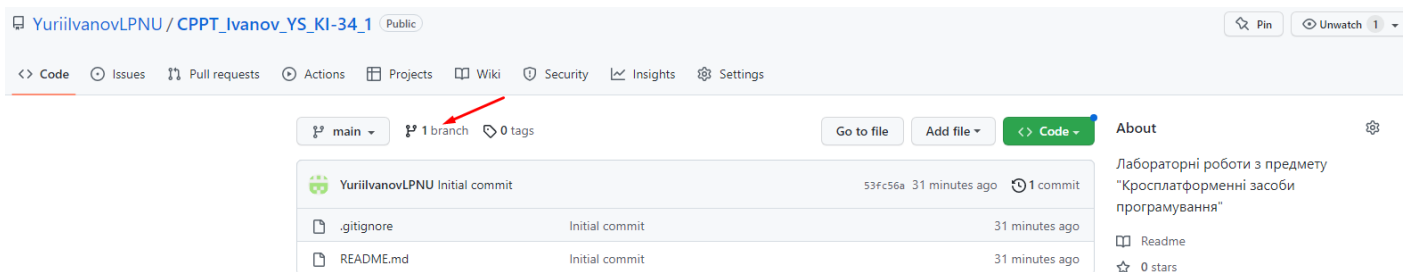 YuriiIvanovLPNU / CPPT_Ivanov_YS_KI-34_1 Public
Pin
Unwatch 1
<> Code Issues Pull requests Actions Projects Wiki Security Insights Settings
main 1 branch 0 tags
Go to file Add file <> Code
YuriiIvanovLPNU Initial commit 53fc56a 31 minutes ago 1 commit
.gitignore Initial commit 31 minutes ago
README.md Initial commit 31 minutes ago
About
Лабораторні роботи з предмету
"Кросплатформенні засоби
програмування"
Readme
0 stars